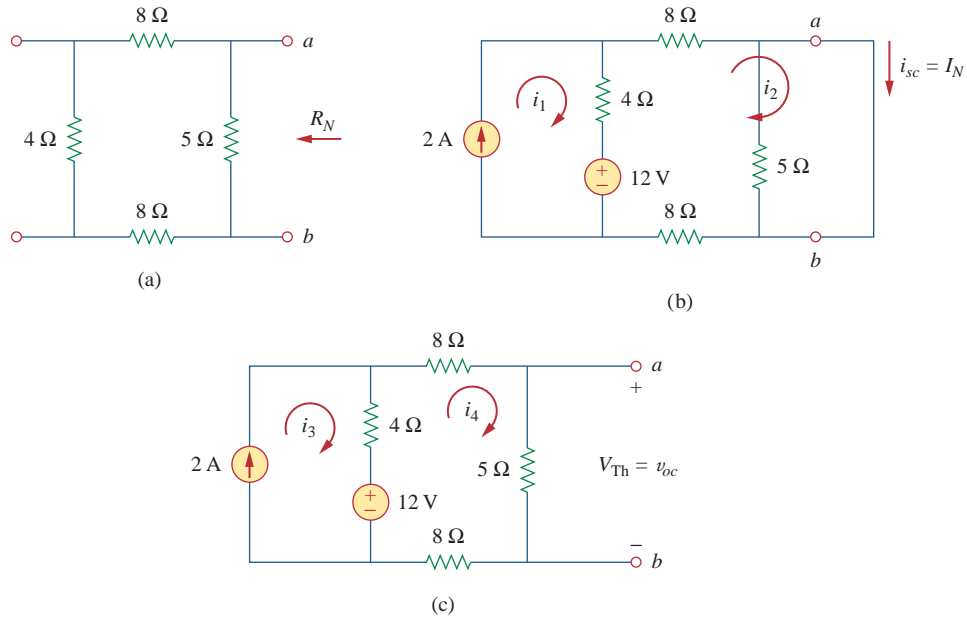 8 Ω
a
4 Ω
5 Ω
R_N
8 Ω
b
(a)
8 Ω
a
i_sc = I_N
i_1
4 Ω
i_2
2 A
5 Ω
+
−
12 V
8 Ω
b
(b)
8 Ω
a
+
i_3
4 Ω
i_4
2 A
5 Ω
V_Th = v_oc
+
−
12 V
8 Ω
−
b
(c)